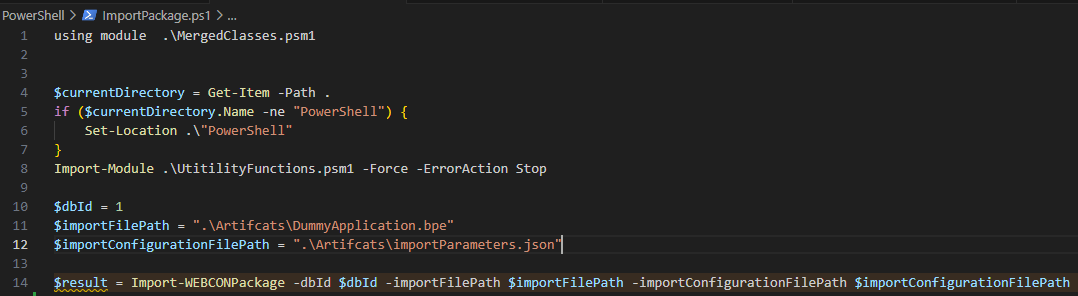 PowerShell > ImportPackage.ps1 > ...
1 using module .\MergedClasses.psm1
2
3
4 $currentDirectory = Get-Item -Path .
5 if ($currentDirectory.Name -ne "PowerShell") {
6 Set-Location .\"PowerShell"
7 }
8 Import-Module .\UtitilityFunctions.psm1 -Force -ErrorAction Stop
9
10 $dbId = 1
11 $importFilePath = ".\Artifcats\DummyApplication.bpe"
12 $importConfigurationFilePath = ".\Artifcats\importParameters.json"
13
14 $result = Import-WEBCONPackage -dbId $dbId -importFilePath $importFilePath -importConfigurationFilePath $importConfigurationFilePath